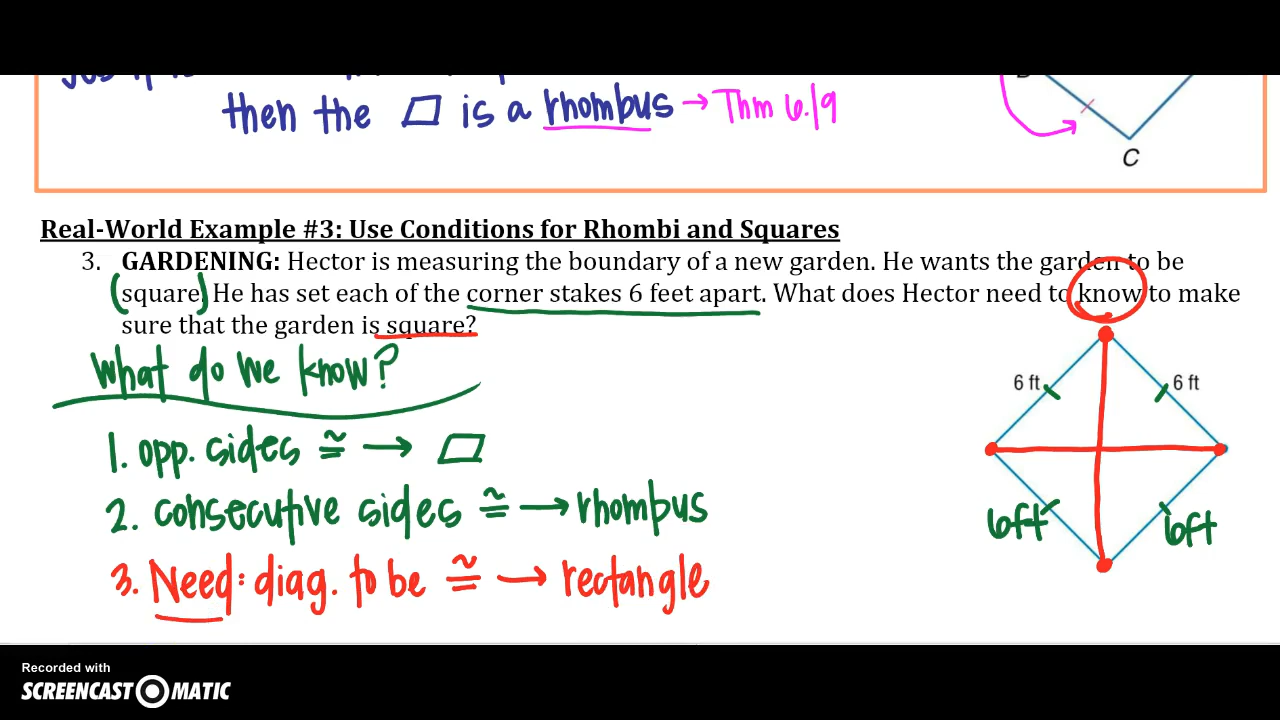 then the ▱ is a rhombus → Thm 6.19
C
Real-World Example #3: Use Conditions for Rhombi and Squares
3. GARDENING: Hector is measuring the boundary of a new garden. He wants the garden to be
(square.) He has set each of the corner stakes 6 feet apart. What does Hector need to know to make
sure that the garden is square?
What do we know?
6 ft
6 ft
1. opp. sides ≅ → ▱
2. consecutive sides ≅ → rhombus
6ft
6ft
3. Need: diag. to be ≅ → rectangle
Recorded with
SCREENCAST O MATIC